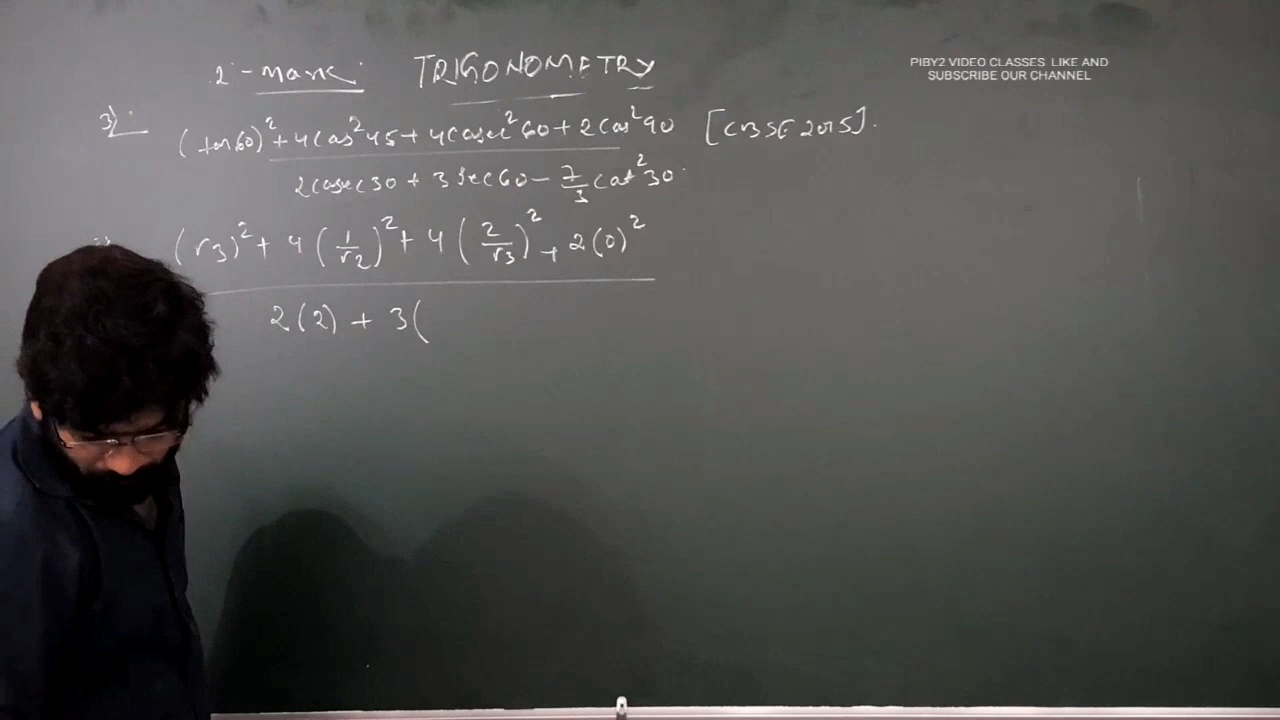 2 - mark TRIGONOMETRY
PIBY2 VIDEO CLASSES LIKE AND
SUBSCRIBE OUR CHANNEL
3) (tan60)² + 4cos²45 + 4cosec²60 + 2cos²90 [CBSE 2015].
2cosec30 + 3sec60 - 7/3 cot²30
(√3)² + 4(1/√2)² + 4(2/√3)² + 2(0)²
2(2) + 3(